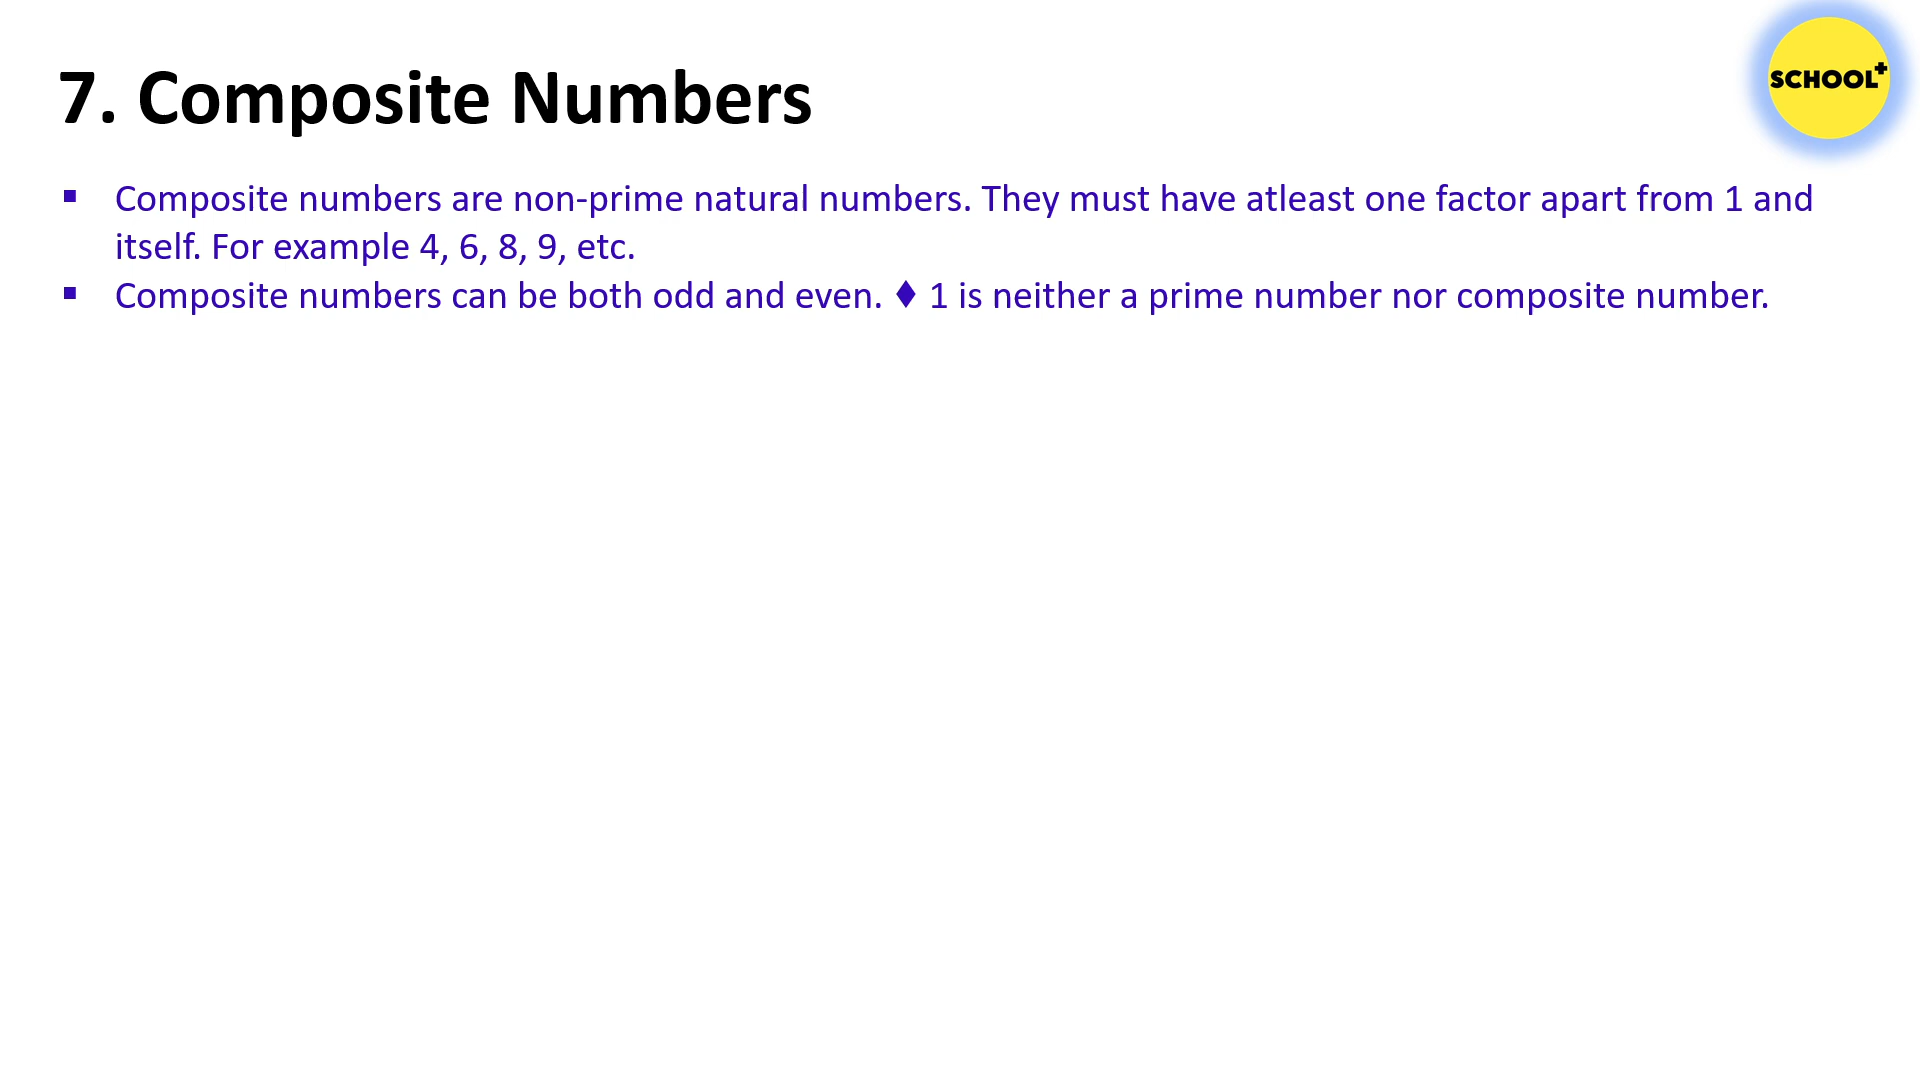 SCHOOL+
7. Composite Numbers
▪ Composite numbers are non-prime natural numbers. They must have atleast one factor apart from 1 and
itself. For example 4, 6, 8, 9, etc.
▪ Composite numbers can be both odd and even. ♦ 1 is neither a prime number nor composite number.